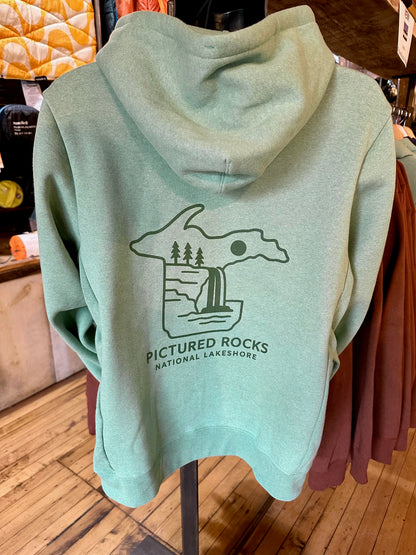 PICTURED ROCKS
NATIONAL LAKESHORE